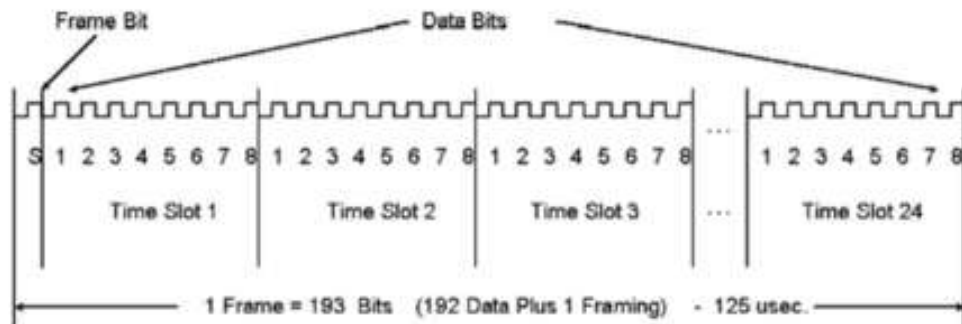 Frame Bit Data Bits
S 1 2 3 4 5 6 7 8 1 2 3 4 5 6 7 8 1 2 3 4 5 6 7 8 ... 1 2 3 4 5 6 7 8
Time Slot 1 Time Slot 2 Time Slot 3 ... Time Slot 24
1 Frame = 193 Bits (192 Data Plus 1 Framing) - 125 usec.